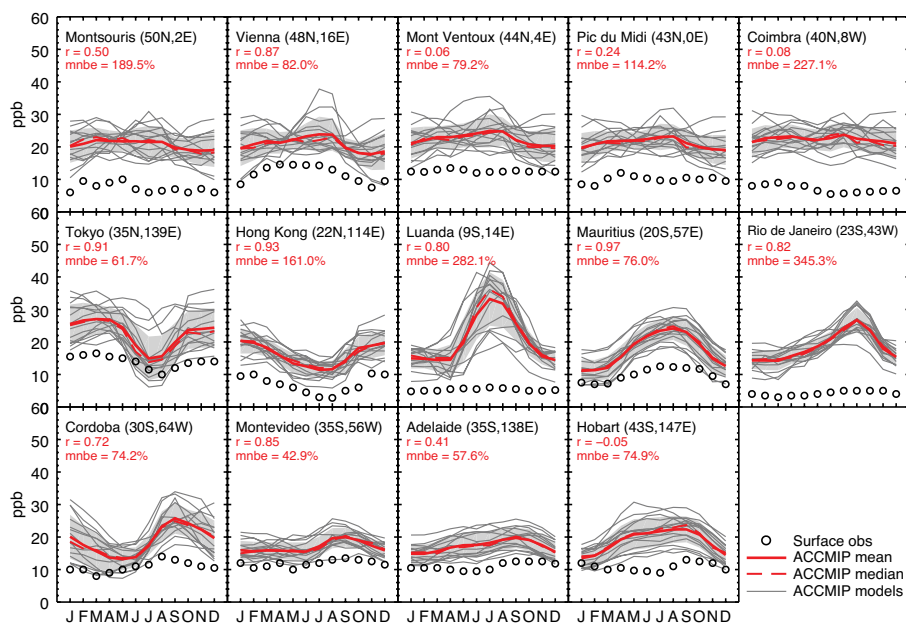 60
50
40
30
20
10
ppb
Montsouris (50N,2E)
r = 0.50
mnbe = 189.5%
Vienna (48N,16E)
r = 0.87
mnbe = 82.0%
Mont Ventoux (44N,4E)
r = 0.06
mnbe = 79.2%
Pic du Midi (43N,0E)
r = 0.24
mnbe = 114.2%
Coimbra (40N,8W)
r = 0.08
mnbe = 227.1%
60
50
40
30
20
10
ppb
Tokyo (35N,139E)
r = 0.91
mnbe = 61.7%
Hong Kong (22N,114E)
r = 0.93
mnbe = 161.0%
Luanda (9S,14E)
r = 0.80
mnbe = 282.1%
Mauritius (20S,57E)
r = 0.97
mnbe = 76.0%
Rio de Janeiro (23S,43W)
r = 0.82
mnbe = 345.3%
60
50
40
30
20
10
0
ppb
Cordoba (30S,64W)
r = 0.72
mnbe = 74.2%
Montevideo (35S,56W)
r = 0.85
mnbe = 42.9%
Adelaide (35S,138E)
r = 0.41
mnbe = 57.6%
Hobart (43S,147E)
r = −0.05
mnbe = 74.9%
Surface obs
ACCMIP mean
ACCMIP median
ACCMIP models
J F M A M J J A S O N D
J F M A M J J A S O N D
J F M A M J J A S O N D
J F M A M J J A S O N D